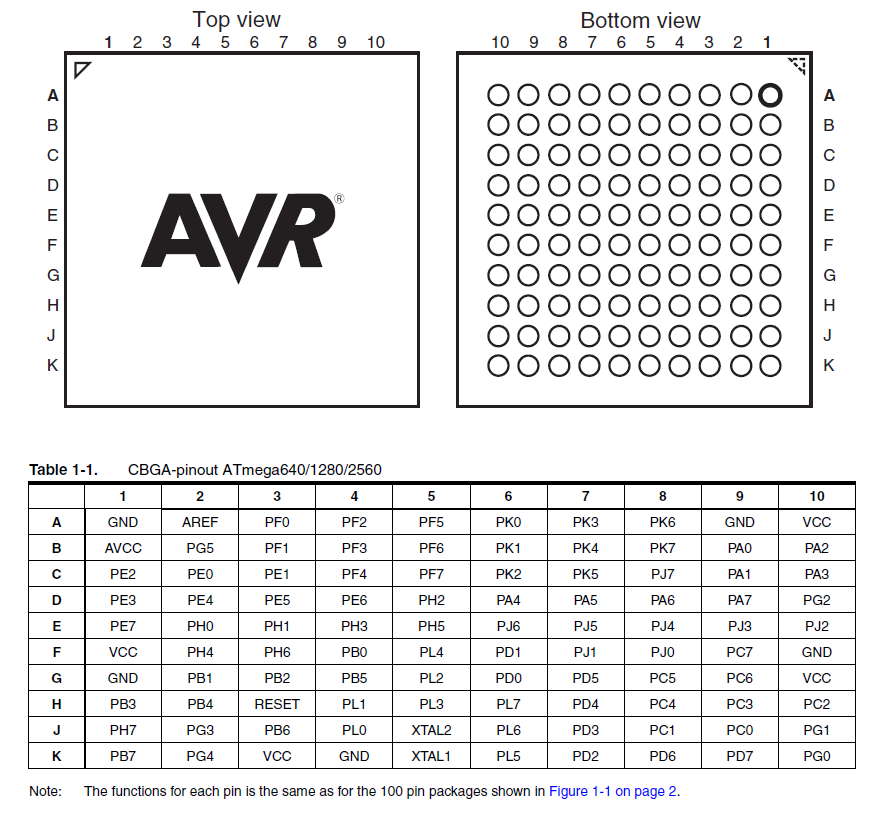 Top view
Bottom view
1 2 3 4 5 6 7 8 9 10
10 9 8 7 6 5 4 3 2 1
A
B
C
D
E
F
G
H
J
K
AVR®
A
B
C
D
E
F
G
H
J
K
Table 1-1. CBGA-pinout ATmega640/1280/2560
1 2 3 4 5 6 7 8 9 10
A GND AREF PF0 PF2 PF5 PK0 PK3 PK6 GND VCC
B AVCC PG5 PF1 PF3 PF6 PK1 PK4 PK7 PA0 PA2
C PE2 PE0 PE1 PF4 PF7 PK2 PK5 PJ7 PA1 PA3
D PE3 PE4 PE5 PE6 PH2 PA4 PA5 PA6 PA7 PG2
E PE7 PH0 PH1 PH3 PH5 PJ6 PJ5 PJ4 PJ3 PJ2
F VCC PH4 PH6 PB0 PL4 PD1 PJ1 PJ0 PC7 GND
G GND PB1 PB2 PB5 PL2 PD0 PD5 PC5 PC6 VCC
H PB3 PB4 RESET PL1 PL3 PL7 PD4 PC4 PC3 PC2
J PH7 PG3 PB6 PL0 XTAL2 PL6 PD3 PC1 PC0 PG1
K PB7 PG4 VCC GND XTAL1 PL5 PD2 PD6 PD7 PG0
Note: The functions for each pin is the same as for the 100 pin packages shown in Figure 1-1 on page 2.